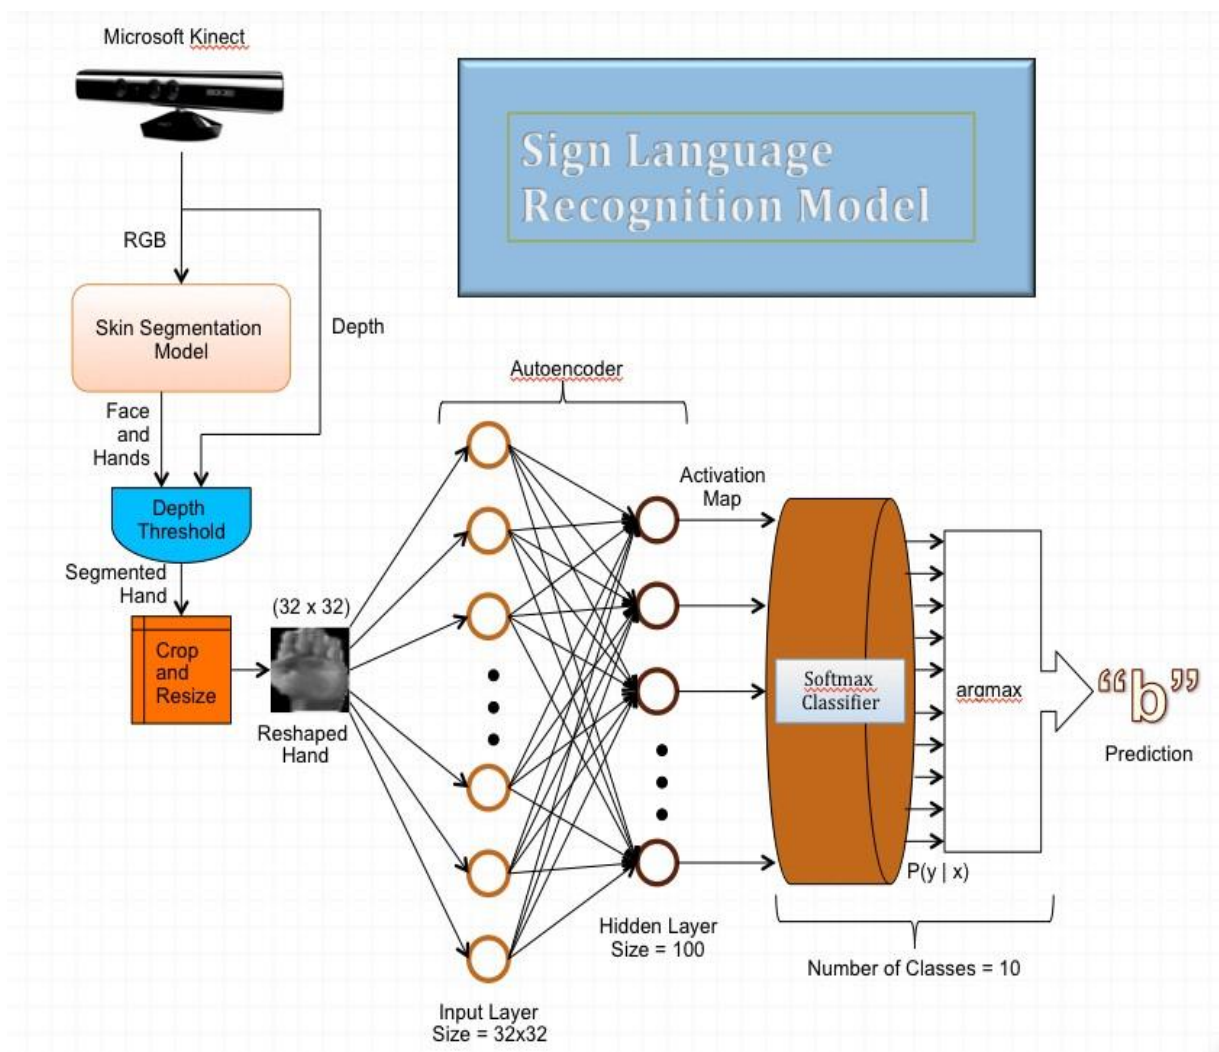 Microsoft Kinect
Sign Language
Recognition Model
RGB
Skin Segmentation
Model
Depth
Face
and
Hands
Depth
Threshold
Segmented
Hand
Crop
and
Resize
(32 x 32)
Reshaped
Hand
Autoencoder
Input Layer
Size = 32x32
Hidden Layer
Size = 100
Activation
Map
Softmax
Classifier
P(y | x)
argmax
Number of Classes = 10
“b”
Prediction